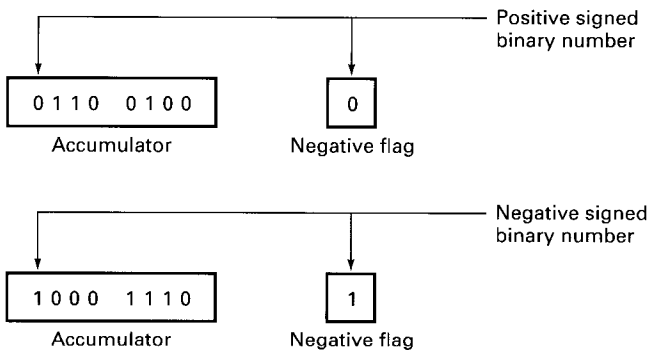 Positive signed
binary number
0110 0100
0
Accumulator
Negative flag
Negative signed
binary number
1000 1110
1
Accumulator
Negative flag